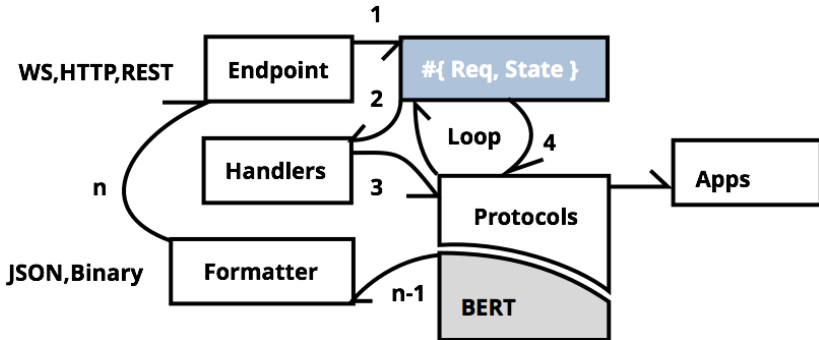 1
WS,HTTP,REST
Endpoint
#{ Req, State }
2
Loop
4
Handlers
3
Apps
n
Protocols
JSON,Binary
Formatter
n-1
BERT